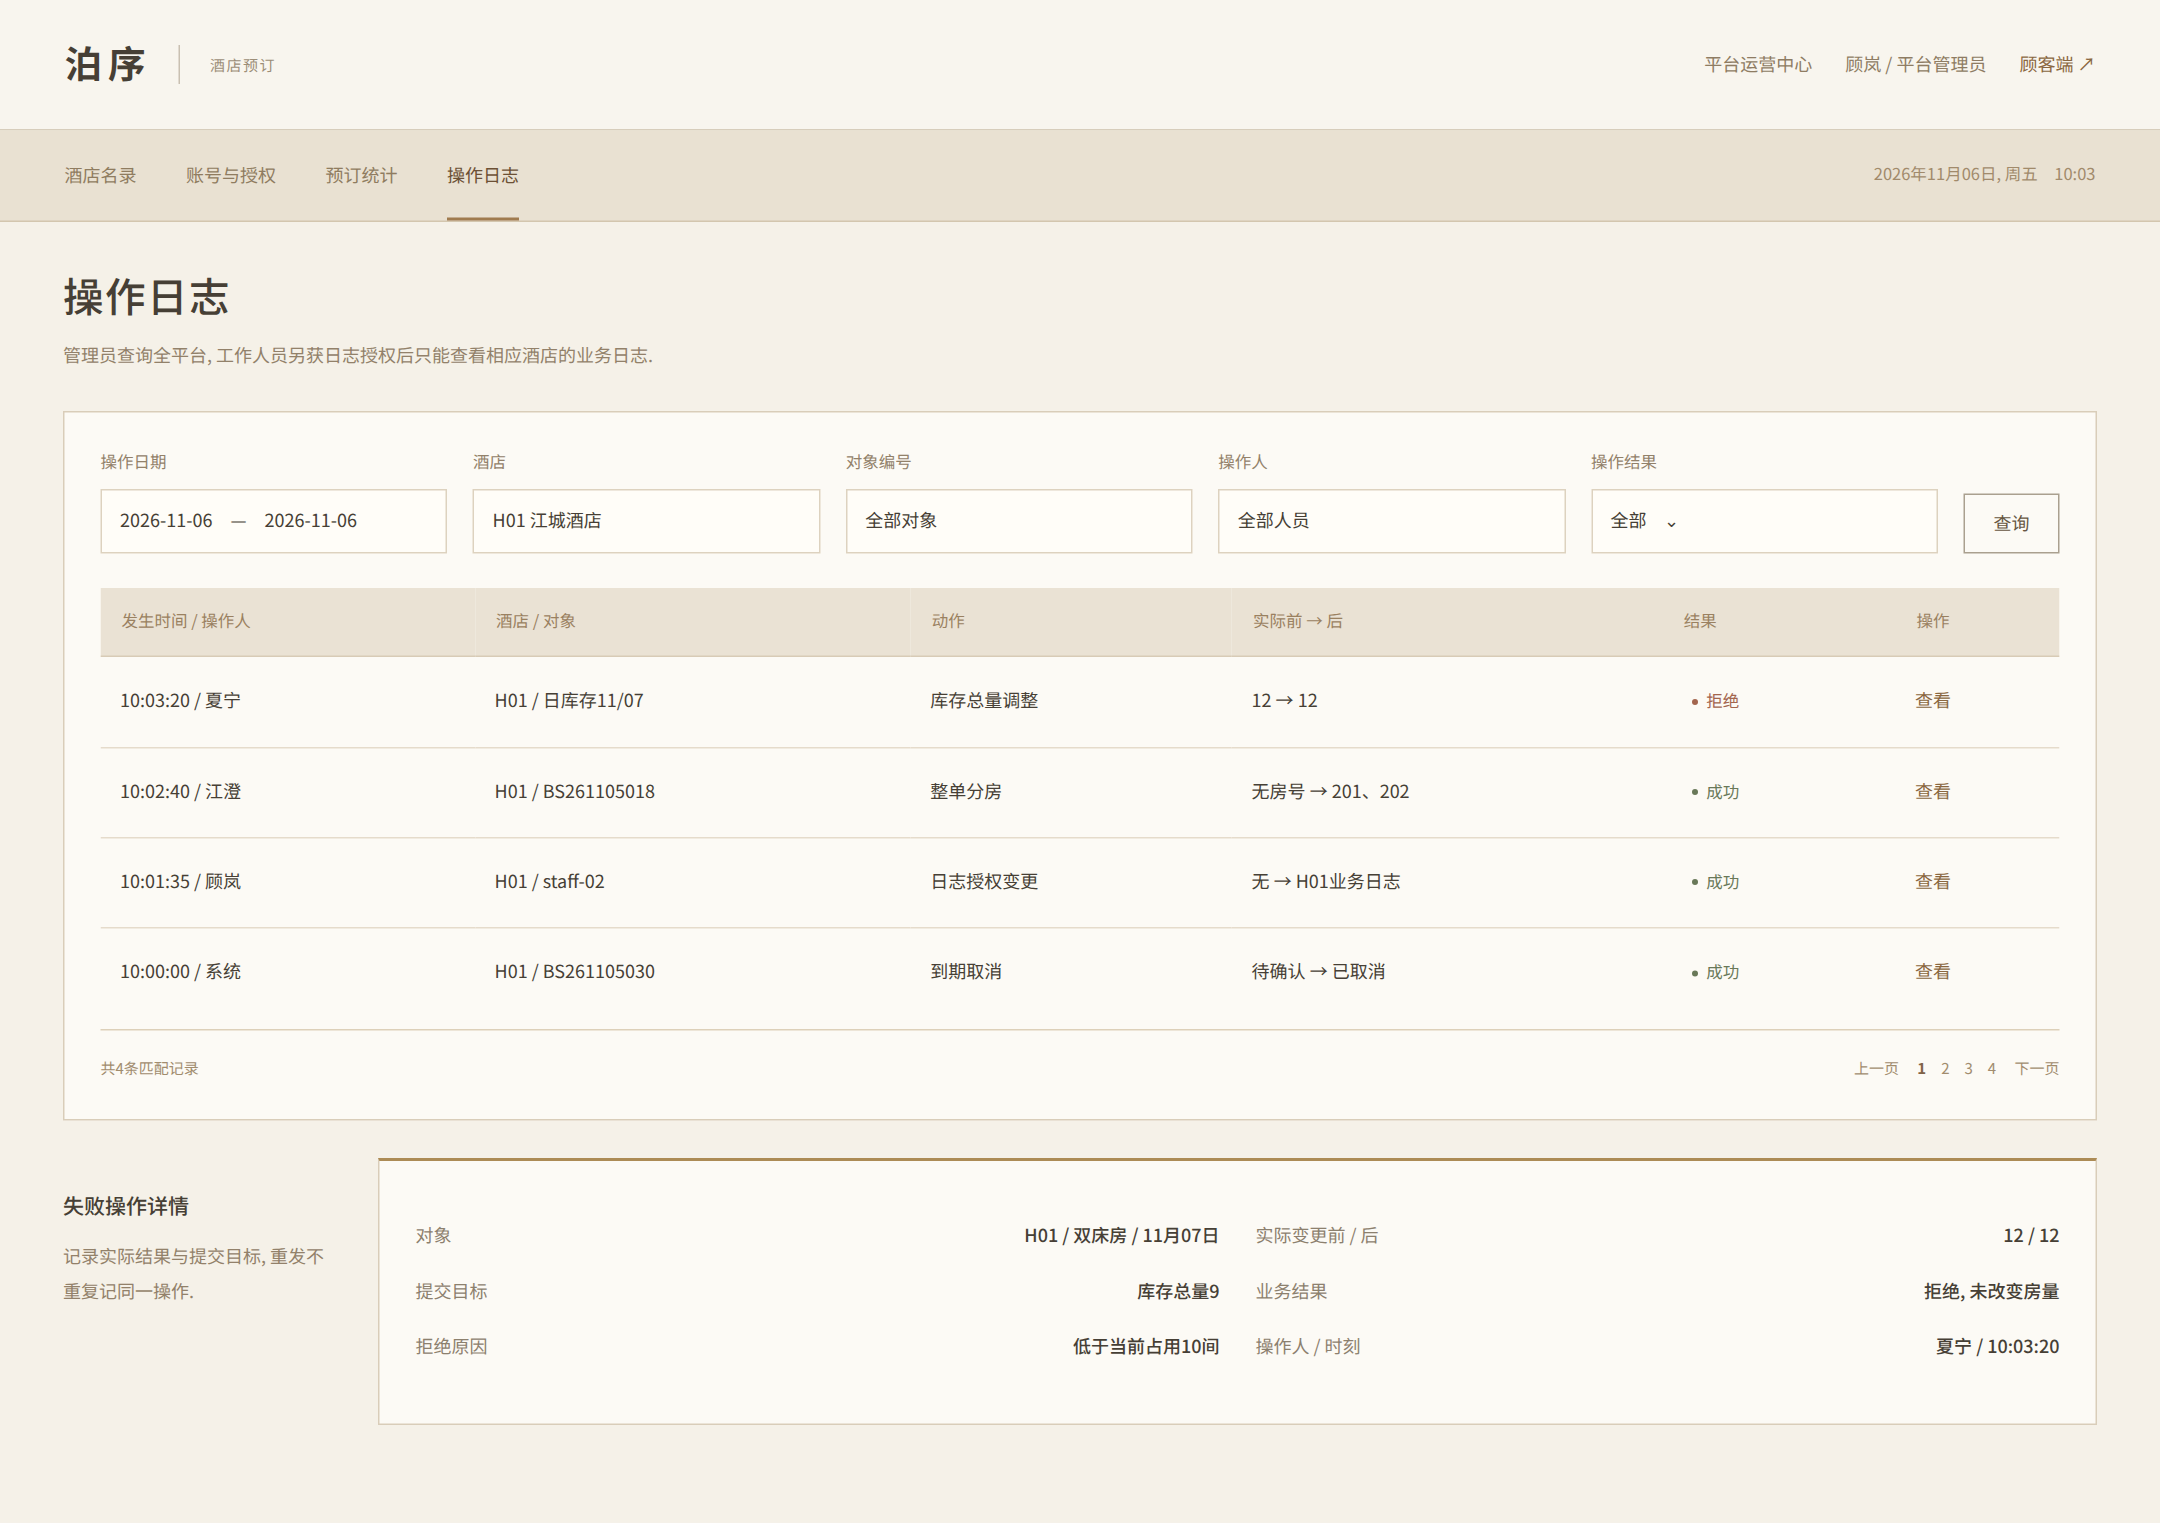 泊序 酒店预订 平台运营中心 顾岚 / 平台管理员 顾客端 ↗
酒店名录 账号与授权 预订统计 操作日志 2026年11月06日, 周五 10:03
操作日志
管理员查询全平台, 工作人员另获日志授权后只能查看相应酒店的业务日志.
操作日期 酒店 对象编号 操作人 操作结果
2026-11-06 — 2026-11-06 H01 江城酒店 全部对象 全部人员 全部 ⌄ 查询
发生时间 / 操作人 酒店 / 对象 动作 实际前 → 后 结果 操作
10:03:20 / 夏宁 H01 / 日库存11/07 库存总量调整 12 → 12 • 拒绝 查看
10:02:40 / 江澄 H01 / BS261105018 整单分房 无房号 → 201、202 • 成功 查看
10:01:35 / 顾岚 H01 / staff-02 日志授权变更 无 → H01业务日志 • 成功 查看
10:00:00 / 系统 H01 / BS261105030 到期取消 待确认 → 已取消 • 成功 查看
共4条匹配记录 上一页 1 2 3 4 下一页
失败操作详情
记录实际结果与提交目标, 重发不
重复记同一操作.
对象 H01 / 双床房 / 11月07日 实际变更前 / 后 12 / 12
提交目标 库存总量9 业务结果 拒绝, 未改变房量
拒绝原因 低于当前占用10间 操作人 / 时刻 夏宁 / 10:03:20